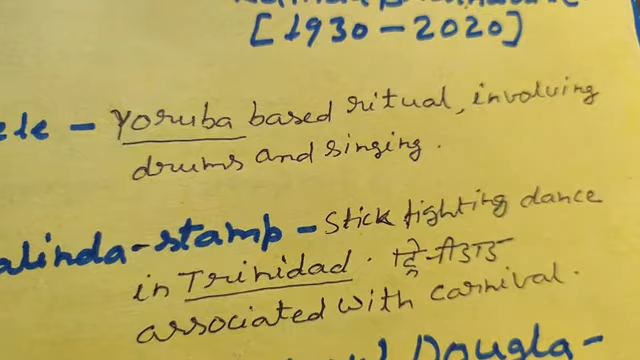 [1930-2020]
- Yoruba based ritual, involving
drums and singing.
alinda-stamp - Stick fighting dance
in Trinidad.
associated with carnival.
Dougla-